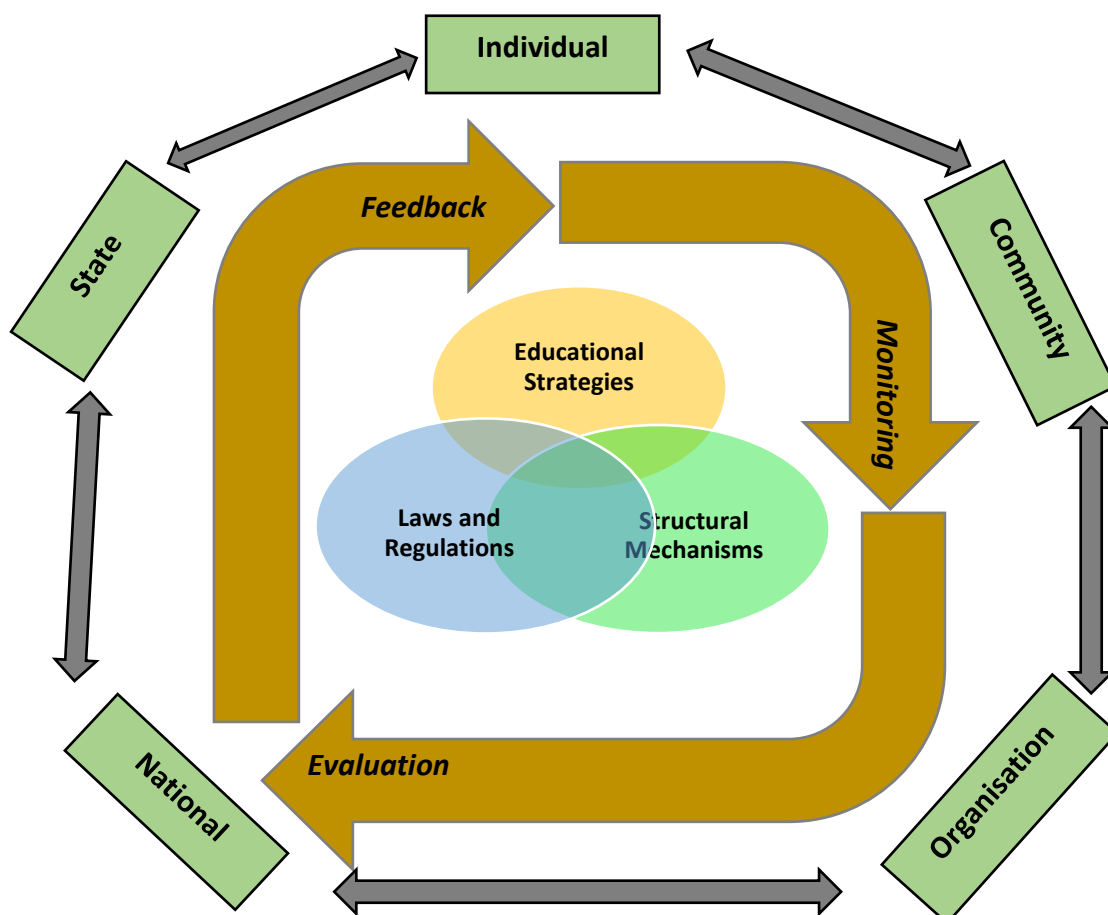 Individual
Feedback
State
Community
Monitoring
Educational
Strategies
Laws and
Regulations
Structural
Mechanisms
Evaluation
National
Organisation